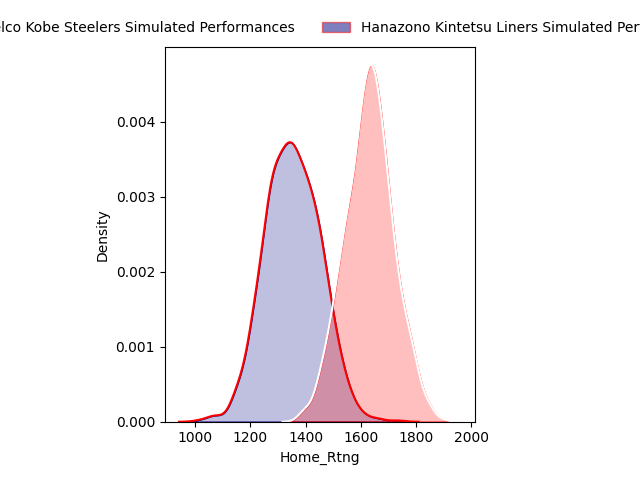 lco Kobe Steelers Simulated Performances
Hanazono Kintetsu Liners Simulated Per
0.004
0.003
0.002
0.001
0.000
Density
1000 1200 1400 1600 1800 2000
Home_Rtng